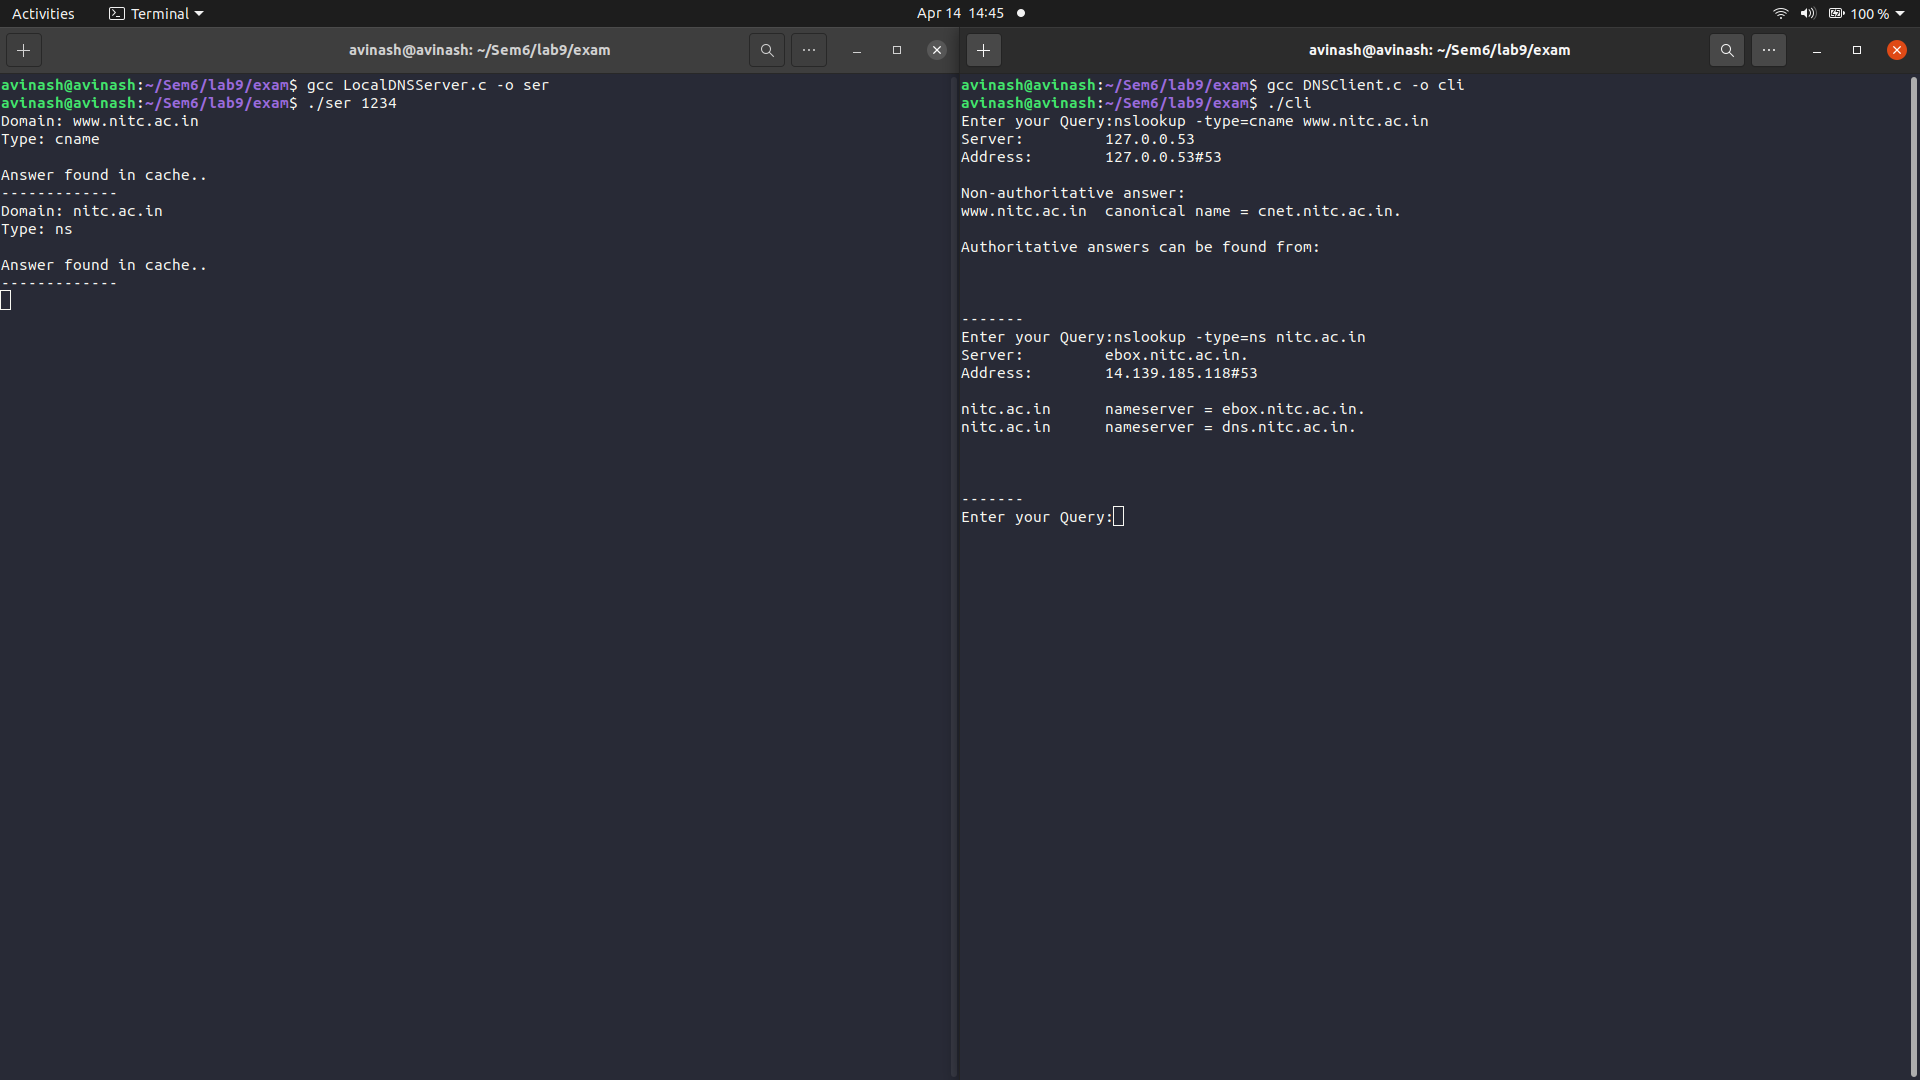 Activities Terminal Apr 14 14:45 100 %
avinash@avinash: ~/Sem6/lab9/exam
avinash@avinash:~/Sem6/lab9/exam$ gcc LocalDNSServer.c -o ser
avinash@avinash:~/Sem6/lab9/exam$ ./ser 1234
Domain: www.nitc.ac.in
Type: cname
Answer found in cache..
-------------
Domain: nitc.ac.in
Type: ns
Answer found in cache..
-------------
avinash@avinash: ~/Sem6/lab9/exam
avinash@avinash:~/Sem6/lab9/exam$ gcc DNSClient.c -o cli
avinash@avinash:~/Sem6/lab9/exam$ ./cli
Enter your Query:nslookup -type=cname www.nitc.ac.in
Server: 127.0.0.53
Address: 127.0.0.53#53
Non-authoritative answer:
www.nitc.ac.in canonical name = cnet.nitc.ac.in.
Authoritative answers can be found from:
-------
Enter your Query:nslookup -type=ns nitc.ac.in
Server: ebox.nitc.ac.in.
Address: 14.139.185.118#53
nitc.ac.in nameserver = ebox.nitc.ac.in.
nitc.ac.in nameserver = dns.nitc.ac.in.
-------
Enter your Query: